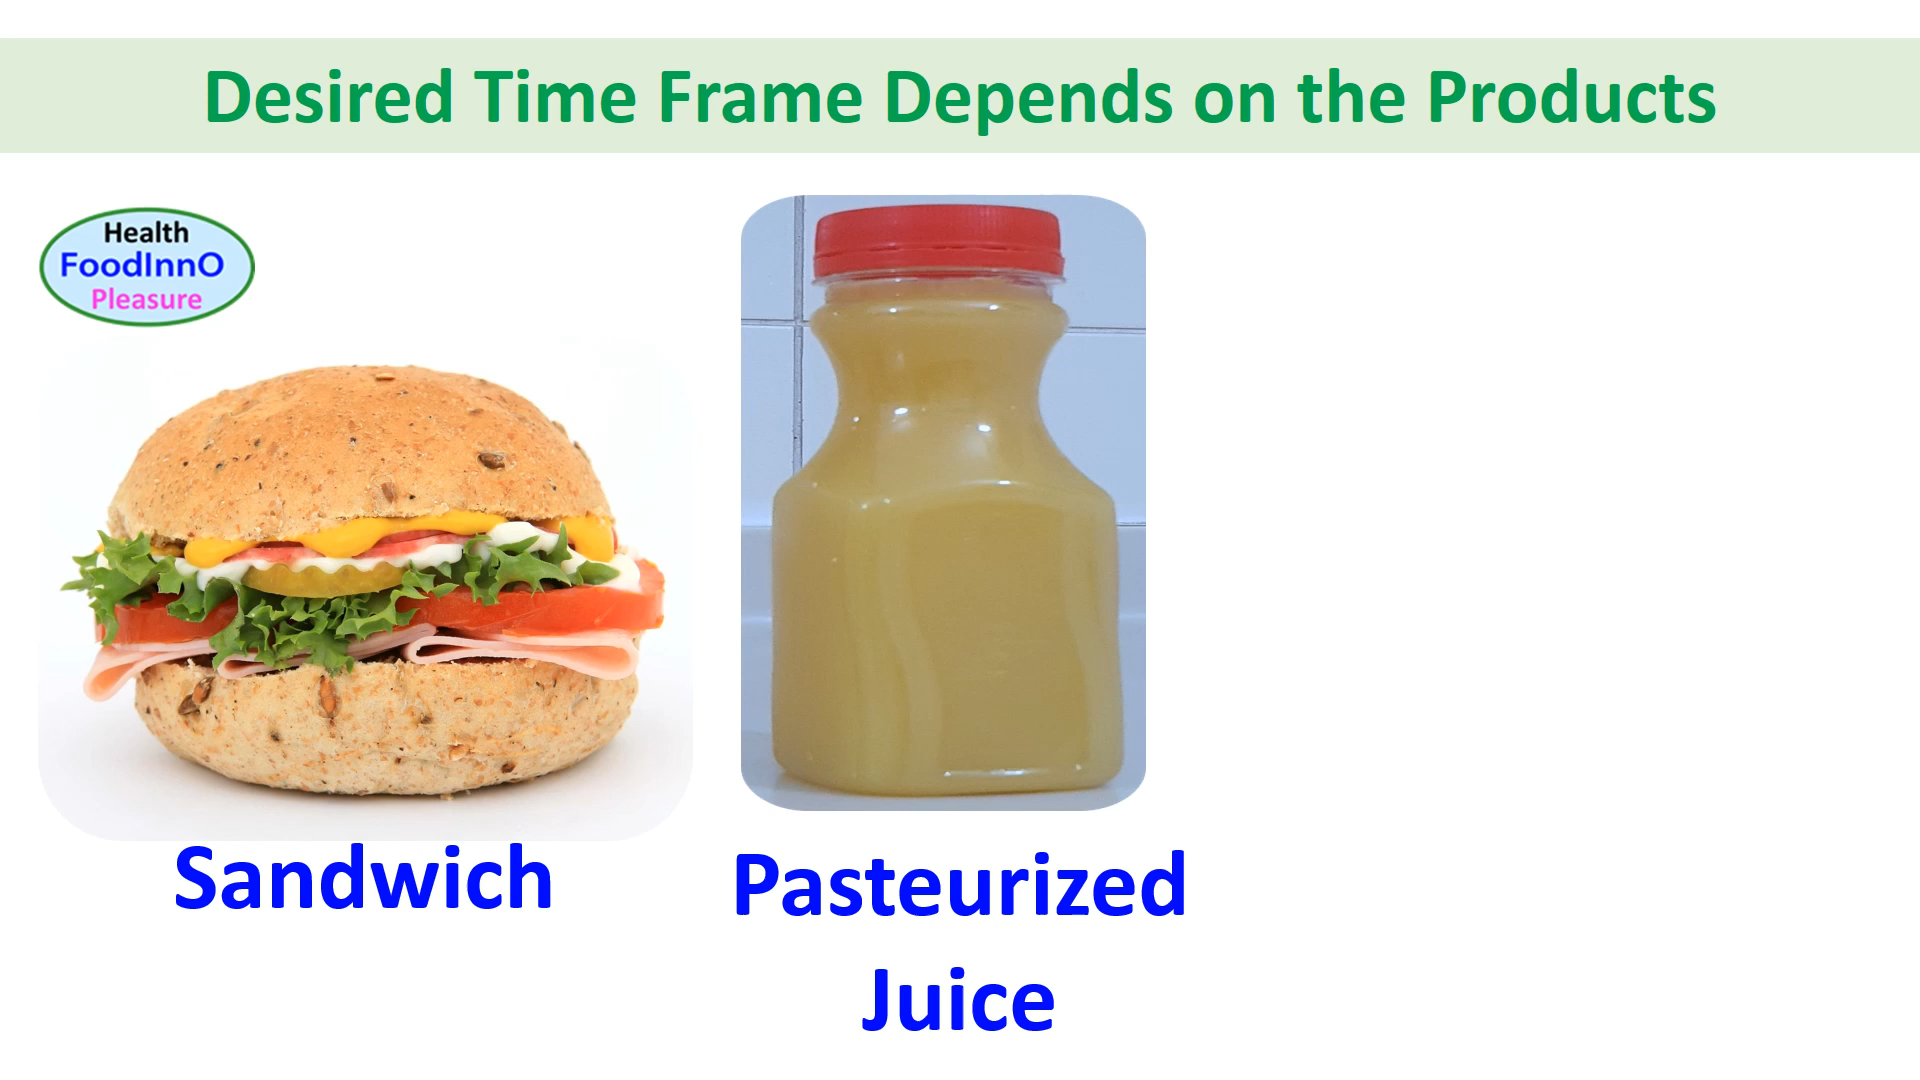 Desired Time Frame Depends on the Products
Health
FoodInnO
Pleasure
Sandwich
Pasteurized
Juice